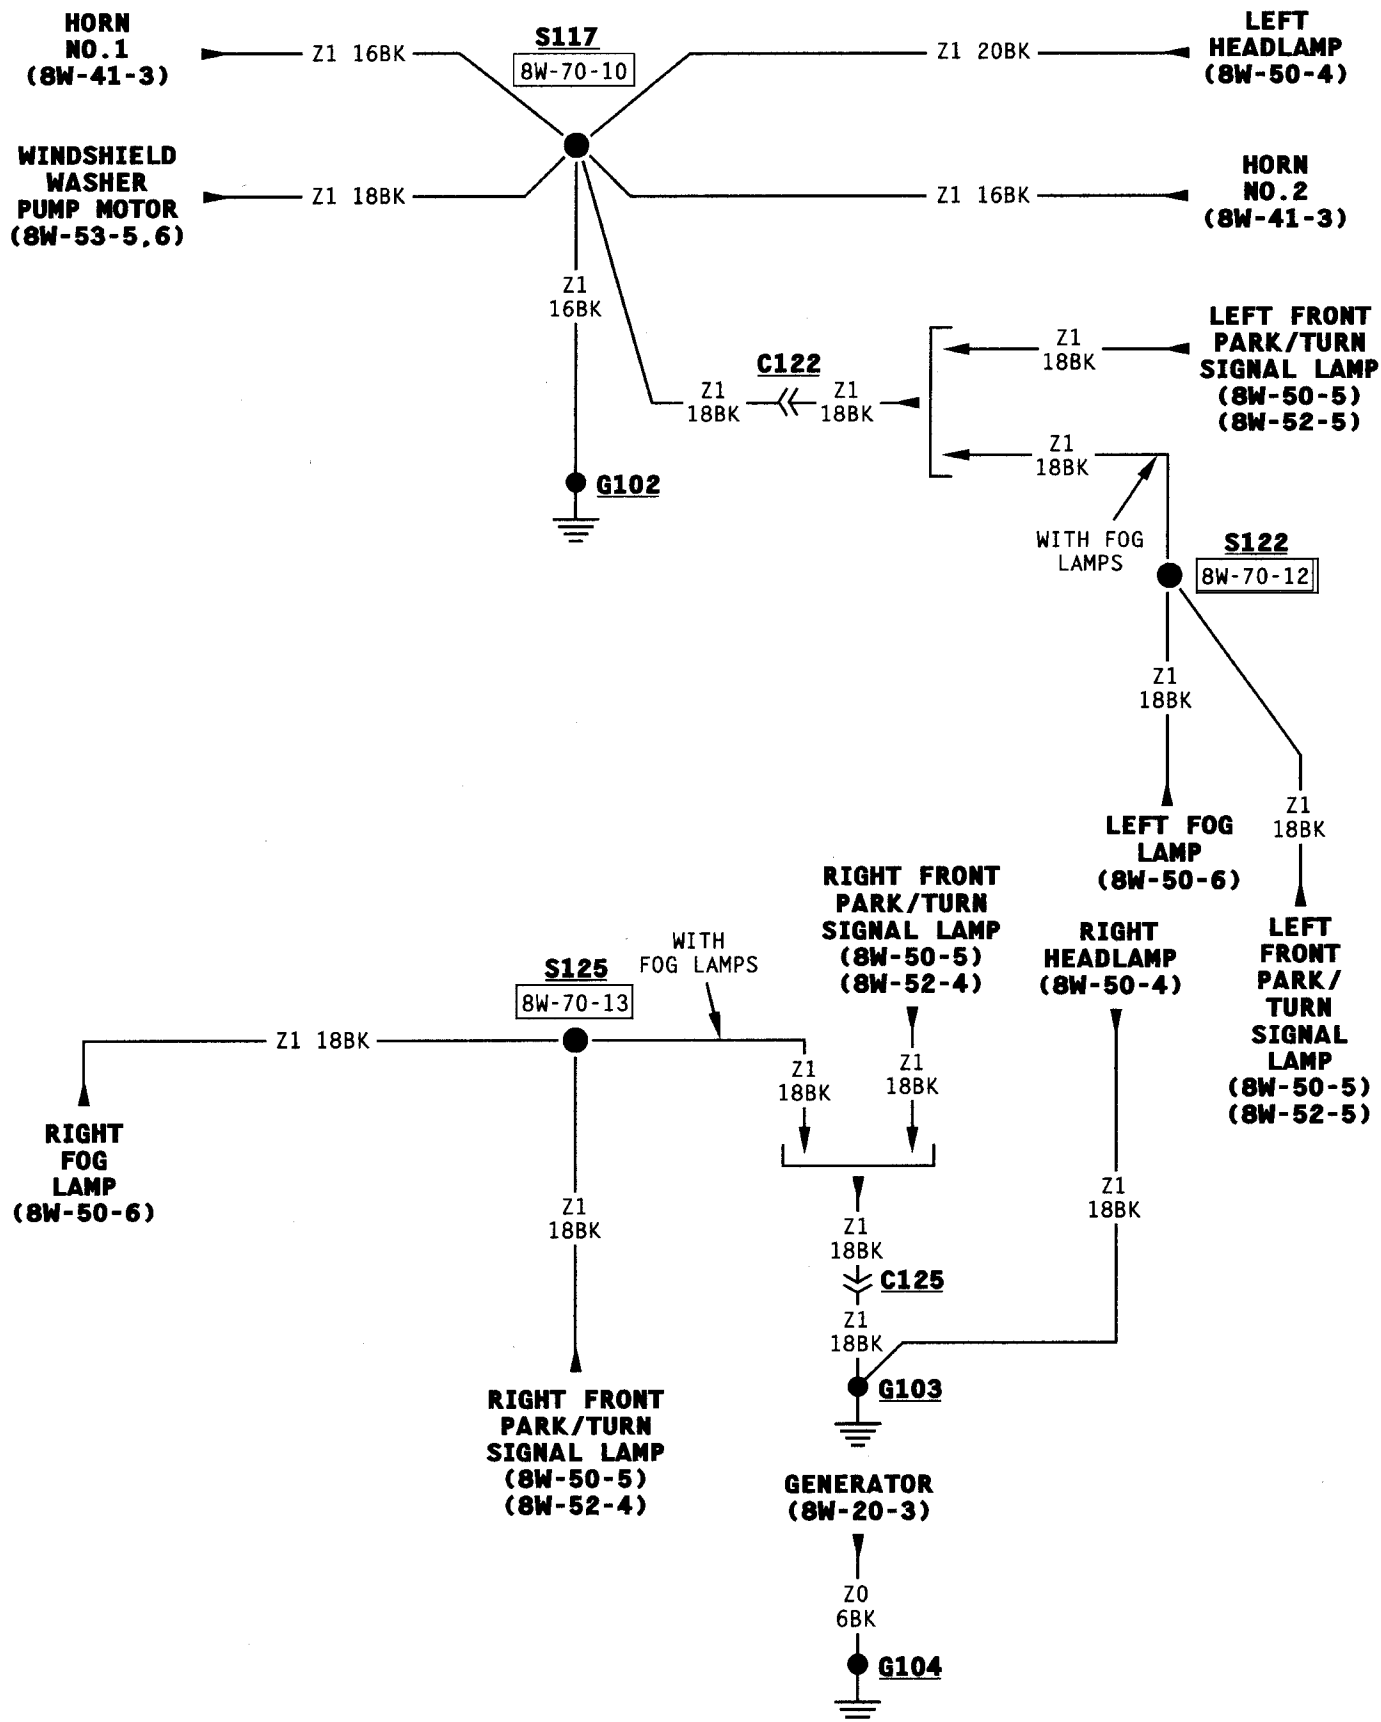 HORN
NO.1
(8W-41-3)
Z1 16BK
S117
8W-70-10
Z1 20BK
LEFT
HEADLAMP
(8W-50-4)
WINDSHIELD
WASHER
PUMP MOTOR
(8W-53-5,6)
Z1 18BK
Z1 16BK
HORN
NO.2
(8W-41-3)
Z1
16BK
G102
Z1
18BK
C122
Z1
18BK
Z1
18BK
LEFT FRONT
PARK/TURN
SIGNAL LAMP
(8W-50-5)
(8W-52-5)
Z1
18BK
WITH FOG
LAMPS
S122
8W-70-12
Z1
18BK
LEFT FOG
LAMP
(8W-50-6)
Z1
18BK
LEFT
FRONT
PARK/
TURN
SIGNAL
LAMP
(8W-50-5)
(8W-52-5)
RIGHT FRONT
PARK/TURN
SIGNAL LAMP
(8W-50-5)
(8W-52-4)
RIGHT
HEADLAMP
(8W-50-4)
WITH
FOG LAMPS
S125
8W-70-13
Z1 18BK
RIGHT
FOG
LAMP
(8W-50-6)
Z1
18BK
Z1
18BK
Z1
18BK
Z1
18BK
RIGHT FRONT
PARK/TURN
SIGNAL LAMP
(8W-50-5)
(8W-52-4)
Z1
18BK
C125
Z1
18BK
G103
GENERATOR
(8W-20-3)
Z0
6BK
G104